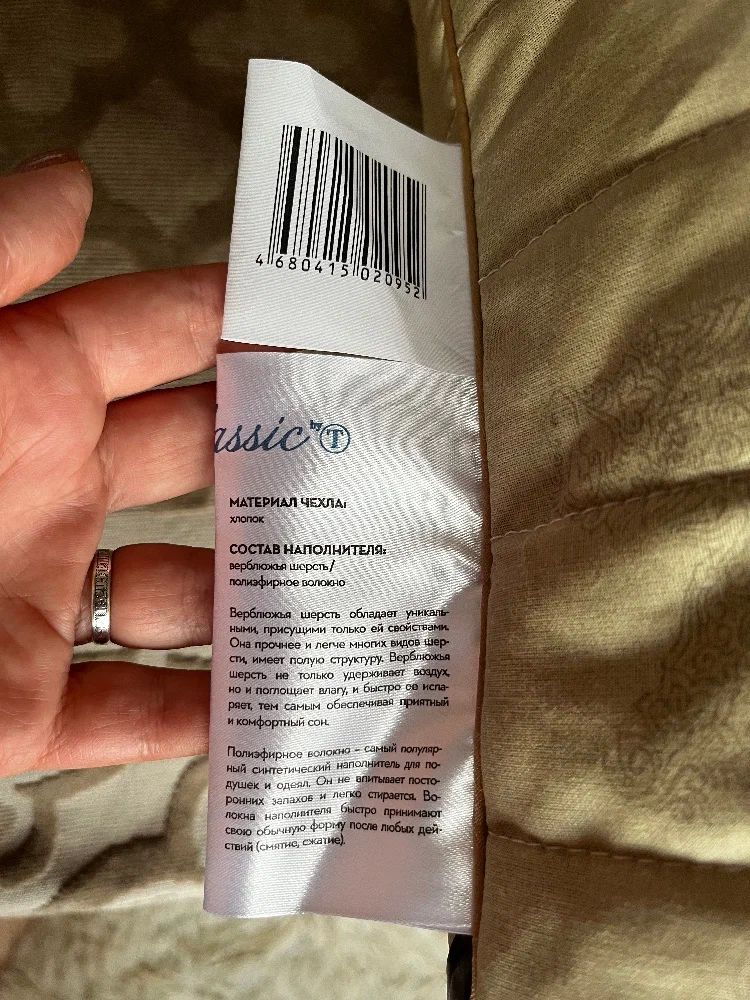 4 680415 020952
lassic by T
МАТЕРИАЛ ЧЕХЛА:
хлопок
СОСТАВ НАПОЛНИТЕЛЯ:
верблюжья шерсть/
полиэфирное волокно
Верблюжья шерсть обладает уникаль-
ными, присущими только ей свойствами.
Она прочнее и легче многих видов шер-
сти, имеет полую структуру. Верблюжья
шерсть не только удерживает воздух,
но и поглощает влагу, и быстро ее испа-
ряет, тем самым обеспечивая приятный
и комфортный сон.
Полиэфирное волокно – самый популяр-
ный синтетический наполнитель для по-
душек и одеял. Он не впитывает посто-
ронних запахов и легко стирается. Во-
локна наполнителя быстро принимают
свою обычную форму после любых дей-
ствий (смятие, сжатие).